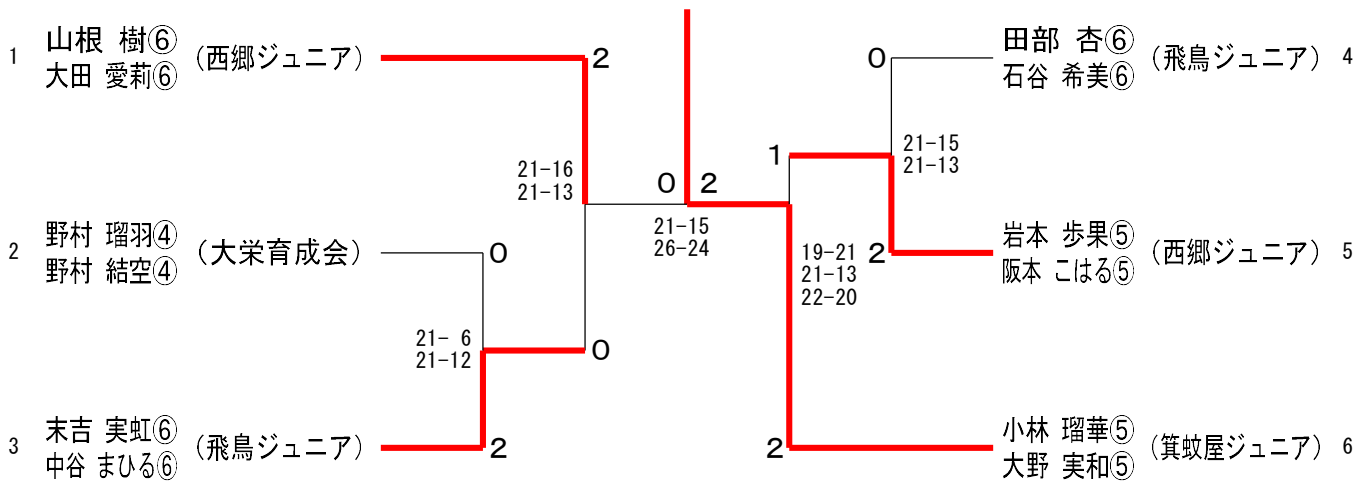 1 山根 樹⑥ (西郷ジュニア) 2
大田 愛莉⑥
21-16
21-13
2 野村 瑠羽④ (大栄育成会) 0
野村 結空④
21- 6
21-12
0
3 末吉 実虹⑥ (飛鳥ジュニア) 2
中谷 まひる⑥
0 2
21-15
26-24
0 田部 杏⑥ (飛鳥ジュニア) 4
石谷 希美⑥
21-15
21-13
1
2 岩本 歩果⑤ (西郷ジュニア) 5
阪本 こはる⑤
19-21
21-13
22-20
2 小林 瑠華⑤ (箕蚊屋ジュニア) 6
大野 実和⑤